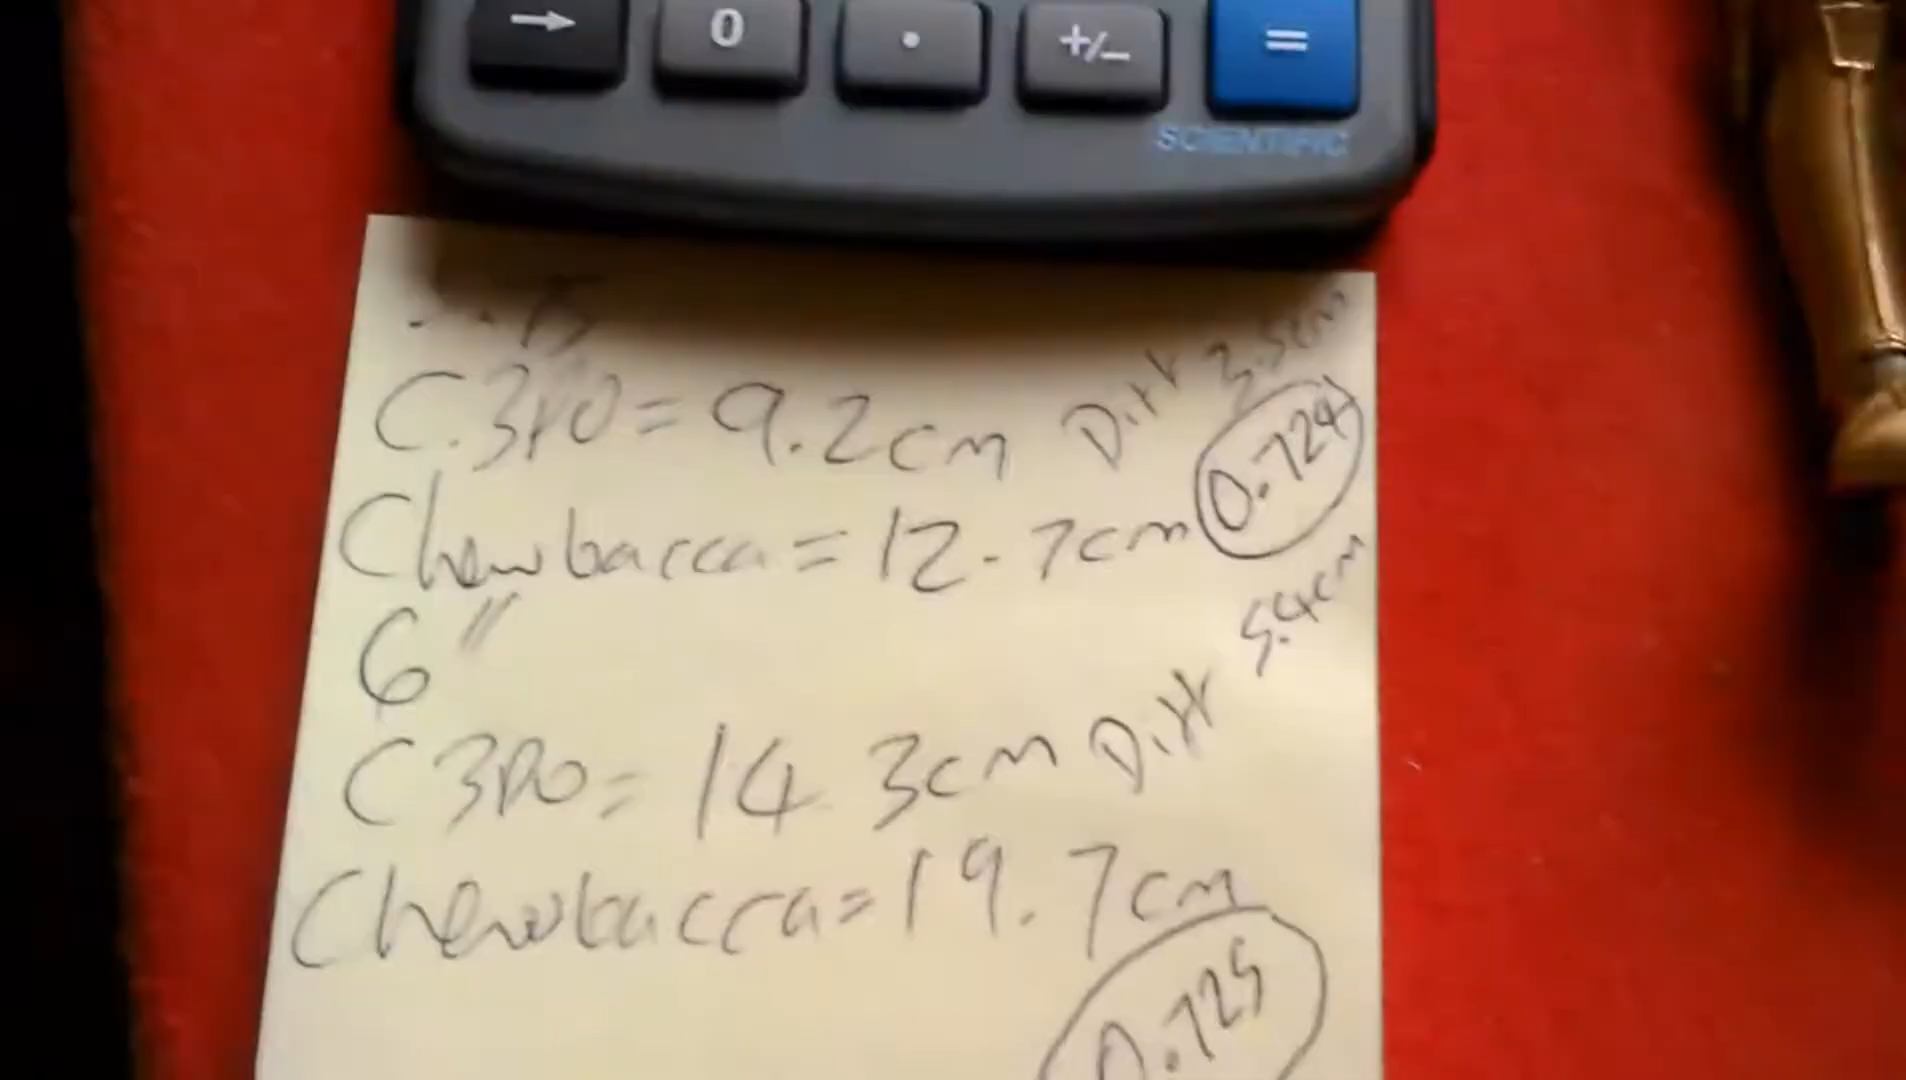 → 0 . +/− =
SCIENTIFIC
C.3PO = 9.2cm Diff 3.5cm
0.724
Chewbacca = 12.7cm
6"
5.4cm
C3PO = 14 3cm Diff
Chewbacca = 19.7cm
0.725